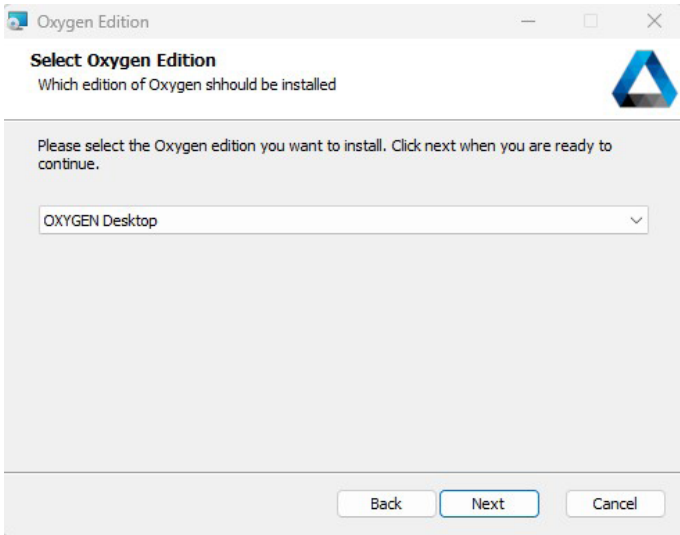 Oxygen Edition
Select Oxygen Edition
Which edition of Oxygen shhould be installed
Please select the Oxygen edition you want to install. Click next when you are ready to
continue.
OXYGEN Desktop
Back
Next
Cancel